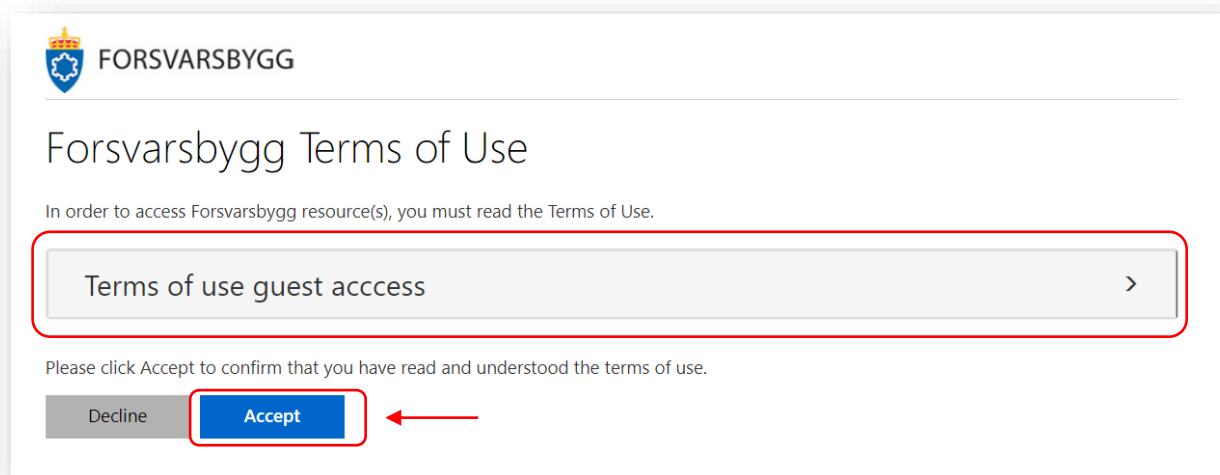 FORSVARSBYGG
Forsvarsbygg Terms of Use
In order to access Forsvarsbygg resource(s), you must read the Terms of Use.
Terms of use guest acccess
Please click Accept to confirm that you have read and understood the terms of use.
Decline Accept